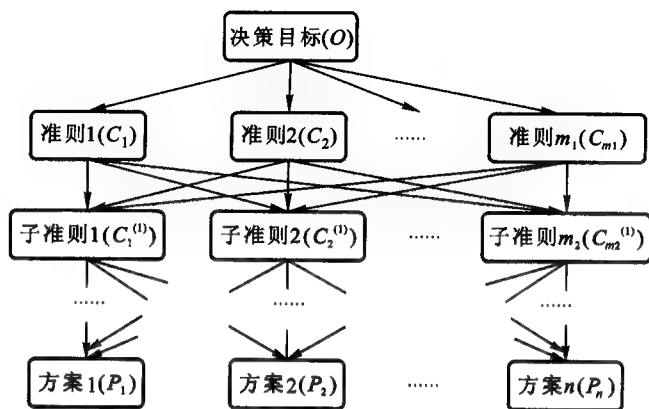 决策目标(O)
准则1(C₁) 准则2(C₂) …… 准则m₁(Cₘ₁)
子准则1(C₁⁽¹⁾) 子准则2(C₂⁽¹⁾) …… 子准则m₂(Cₘ₂⁽¹⁾)
…… …… ……
方案1(P₁) 方案2(P₂) …… 方案n(Pₙ)